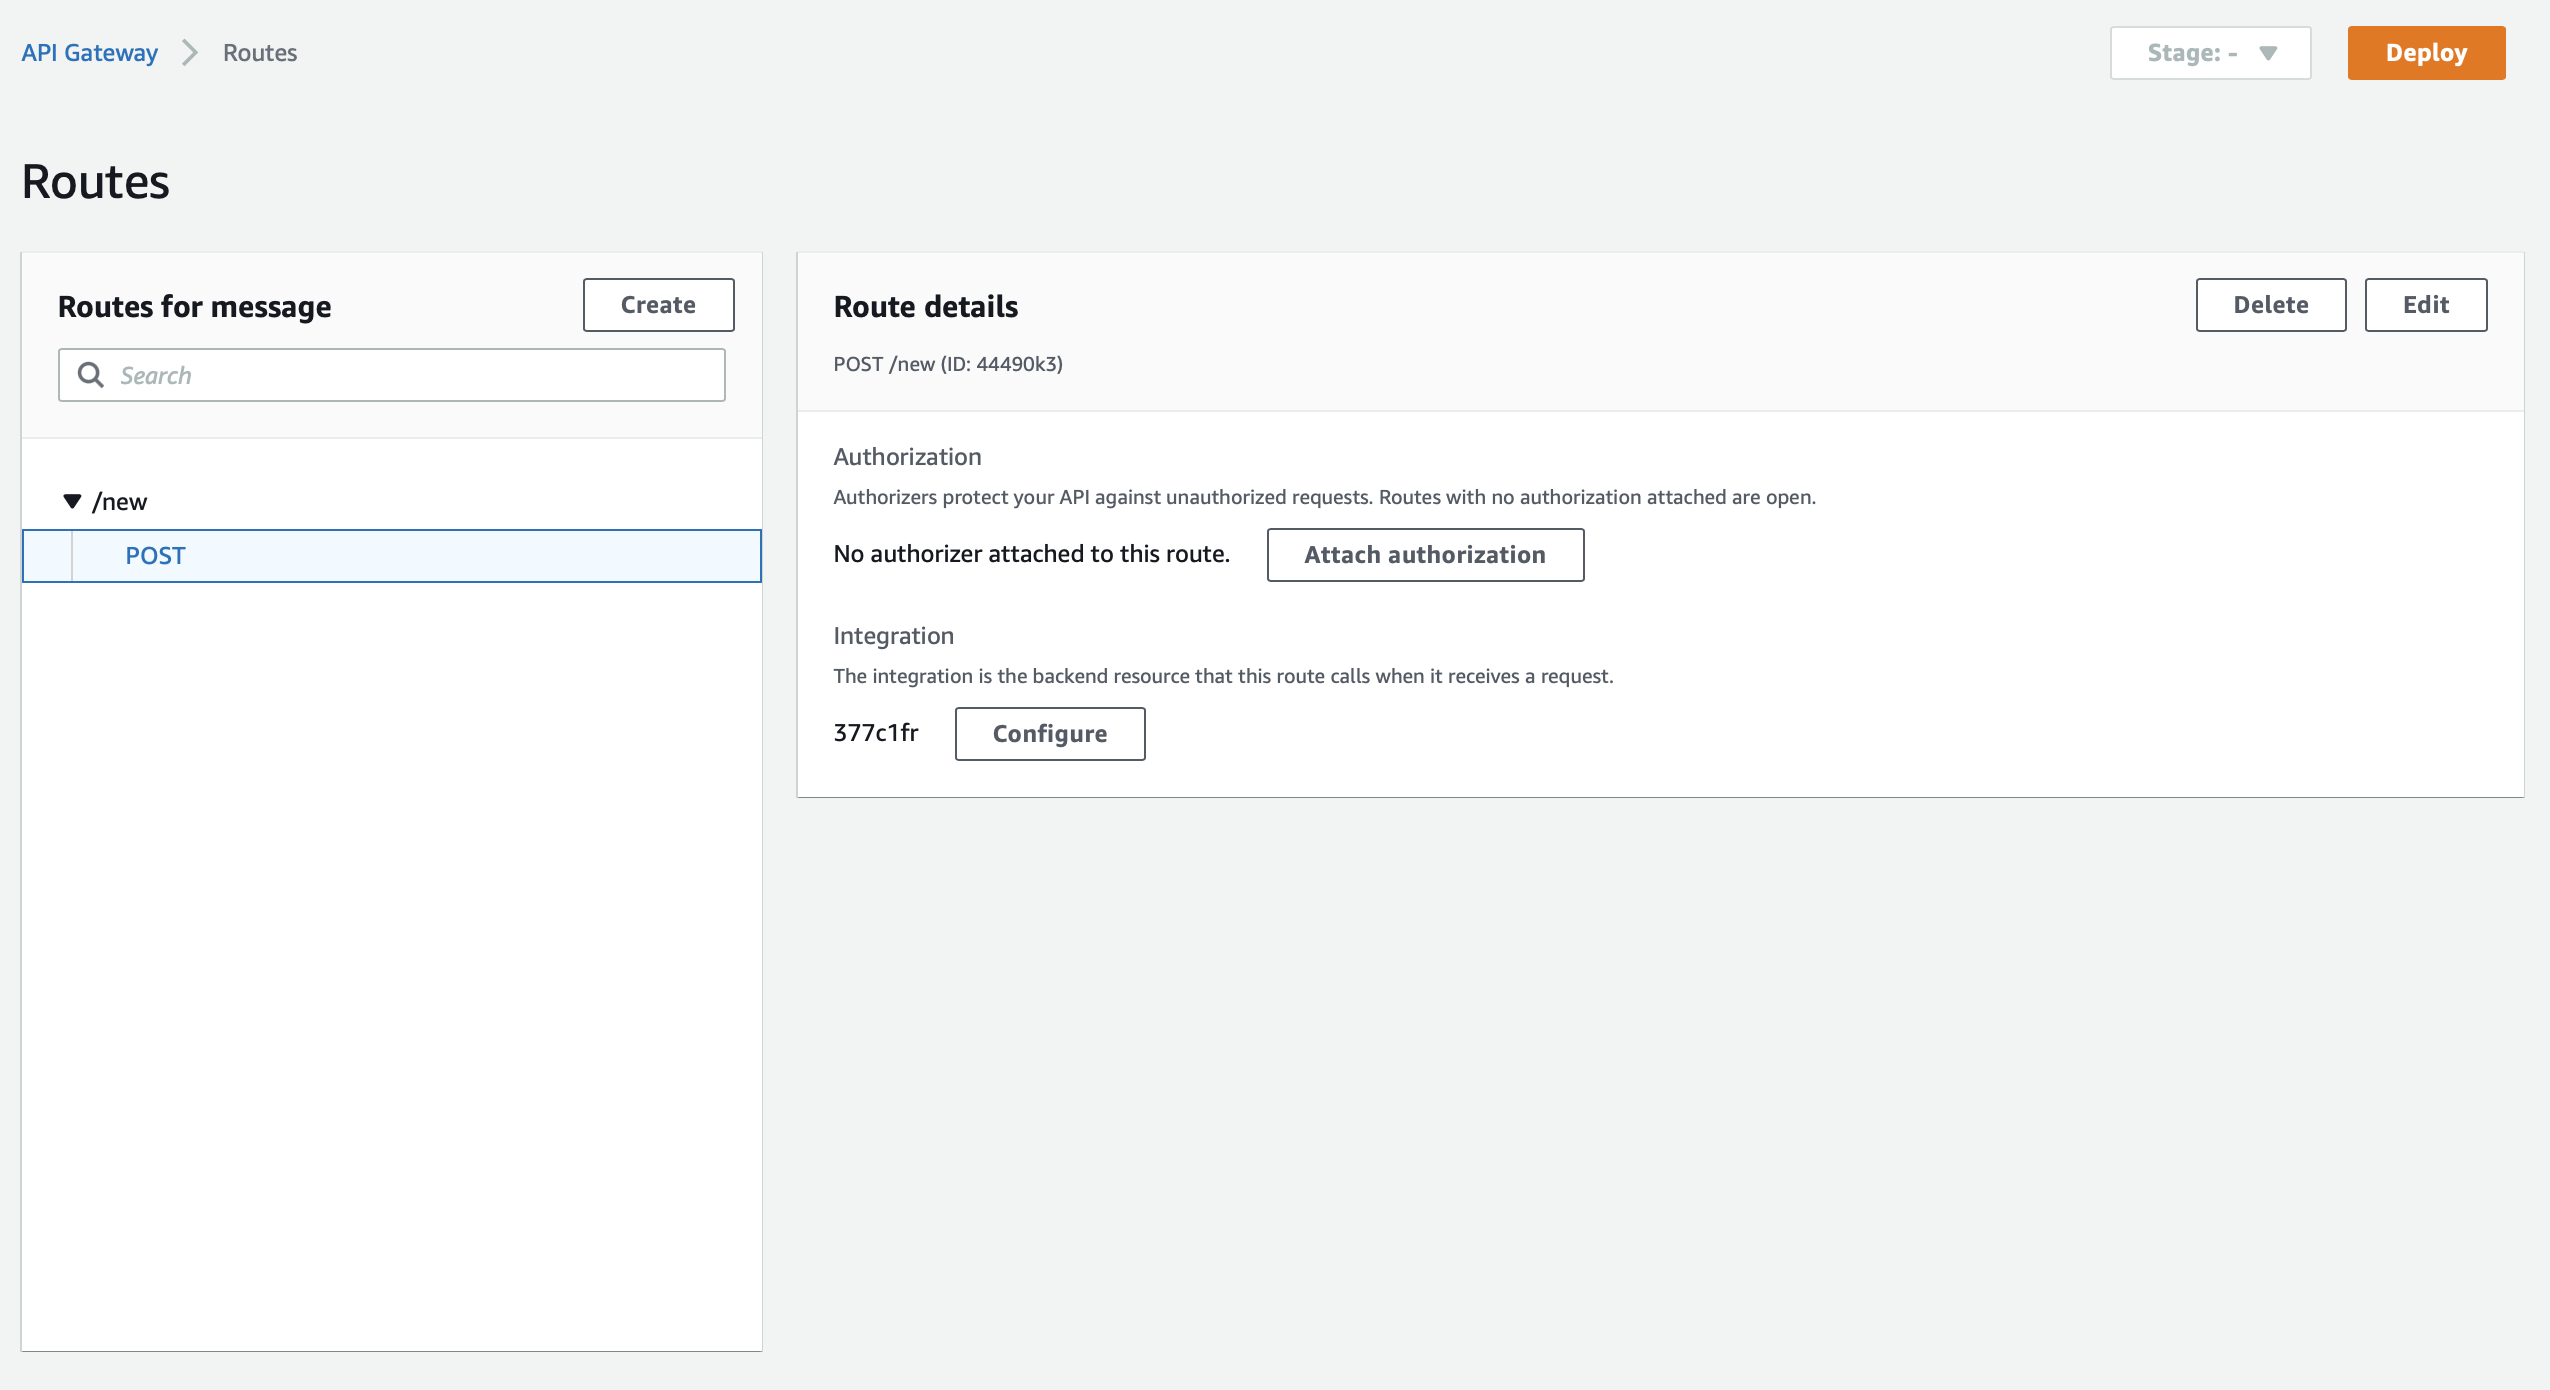 API Gateway > Routes
Stage: -
Deploy
Routes
Routes for message
Create
Search
/new
POST
Route details
Delete
Edit
POST /new (ID: 44490k3)
Authorization
Authorizers protect your API against unauthorized requests. Routes with no authorization attached are open.
No authorizer attached to this route.
Attach authorization
Integration
The integration is the backend resource that this route calls when it receives a request.
377c1fr
Configure